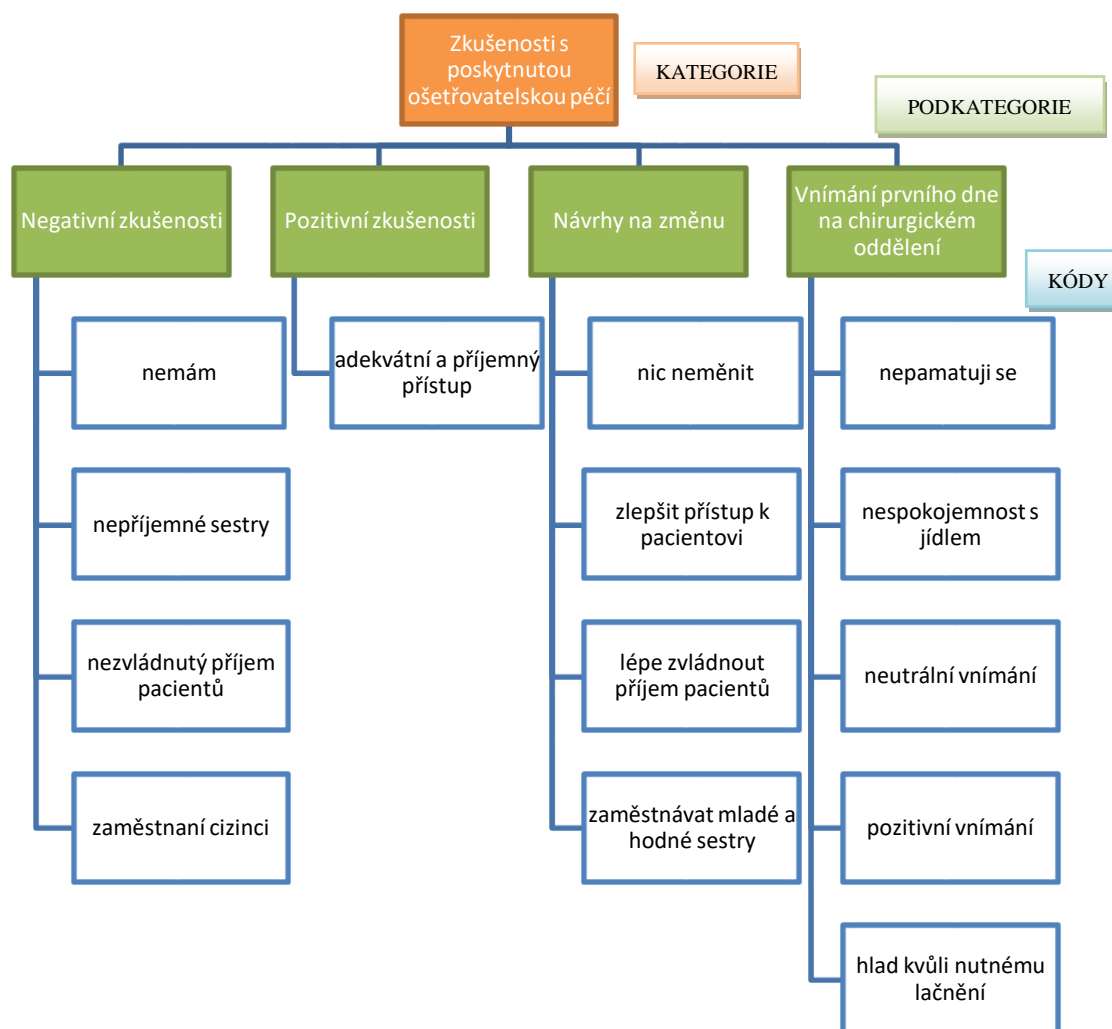 Zkušenosti s
poskytnutou
ošetřovatelskou péčí
KATEGORIE
PODKATEGORIE
Negativní zkušenosti
Pozitivní zkušenosti
Návrhy na změnu
Vnímání prvního dne
na chirurgickém
oddělení
KÓDY
nemám
adekvátní a příjemný
přístup
nic neměnit
nepamatuji se
nepříjemné sestry
zlepšit přístup k
pacientovi
nespokojemnost s
jídlem
nezvládnutý příjem
pacientů
lépe zvládnout
příjem pacientů
neutrální vnímání
zaměstnaní cizinci
zaměstnávat mladé a
hodné sestry
pozitivní vnímání
hlad kvůli nutnému
lačnění